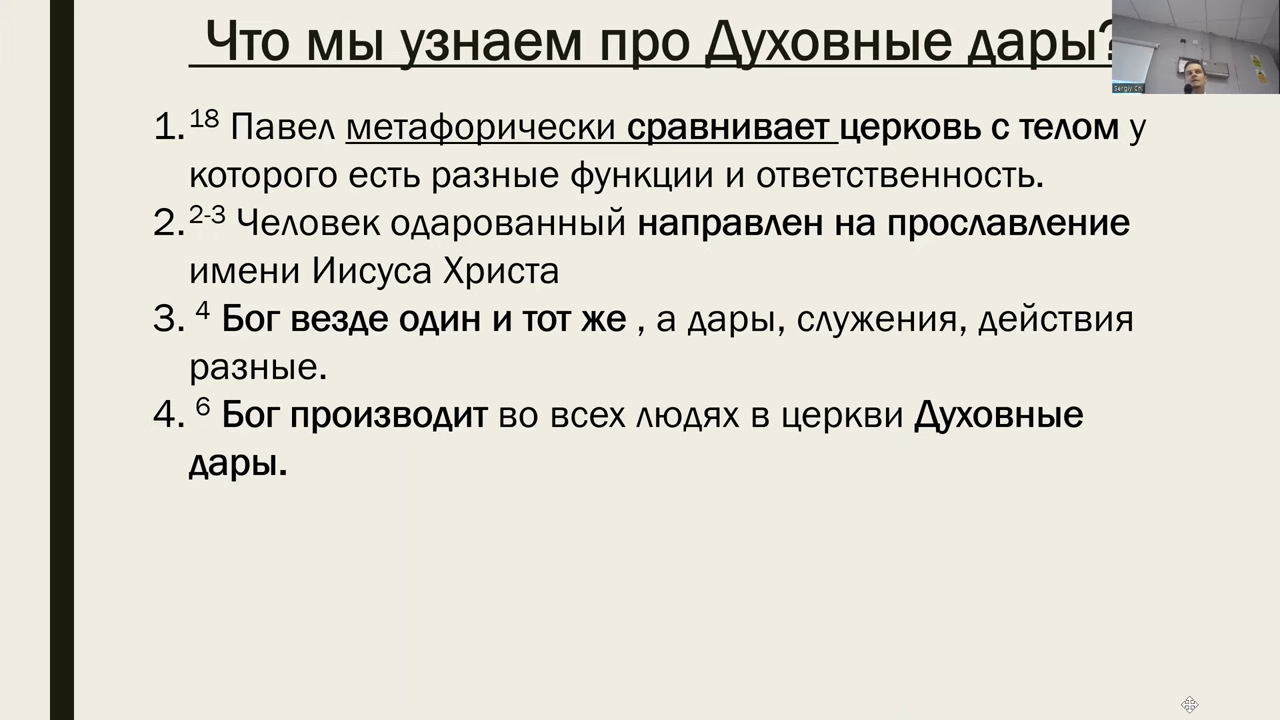 Что мы узнаем про Духовные дары?
1. 18 Павел метафорически сравнивает церковь с телом у
которого есть разные функции и ответственность.
2. 2-3 Человек одарованный направлен на прославление
имени Иисуса Христа
3. 4 Бог везде один и тот же , а дары, служения, действия
разные.
4. 6 Бог производит во всех людях в церкви Духовные
дары.
Sergiy Ch